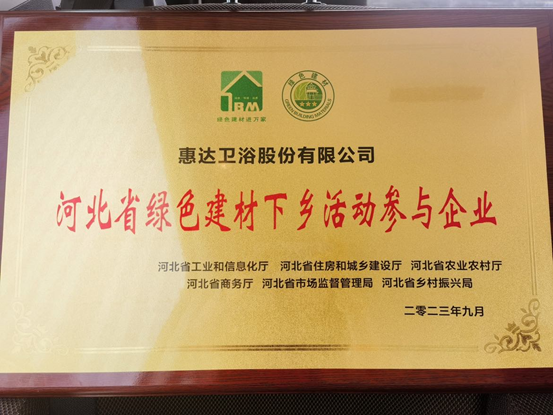 BM
绿色建材进万家
绿色建材
GREEN BUILDING MATERIALS
惠达卫浴股份有限公司
河北省绿色建材下乡活动参与企业
河北省工业和信息化厅 河北省住房和城乡建设厅 河北省农业农村厅
河北省商务厅 河北省市场监督管理局 河北省乡村振兴局
二零二三年九月